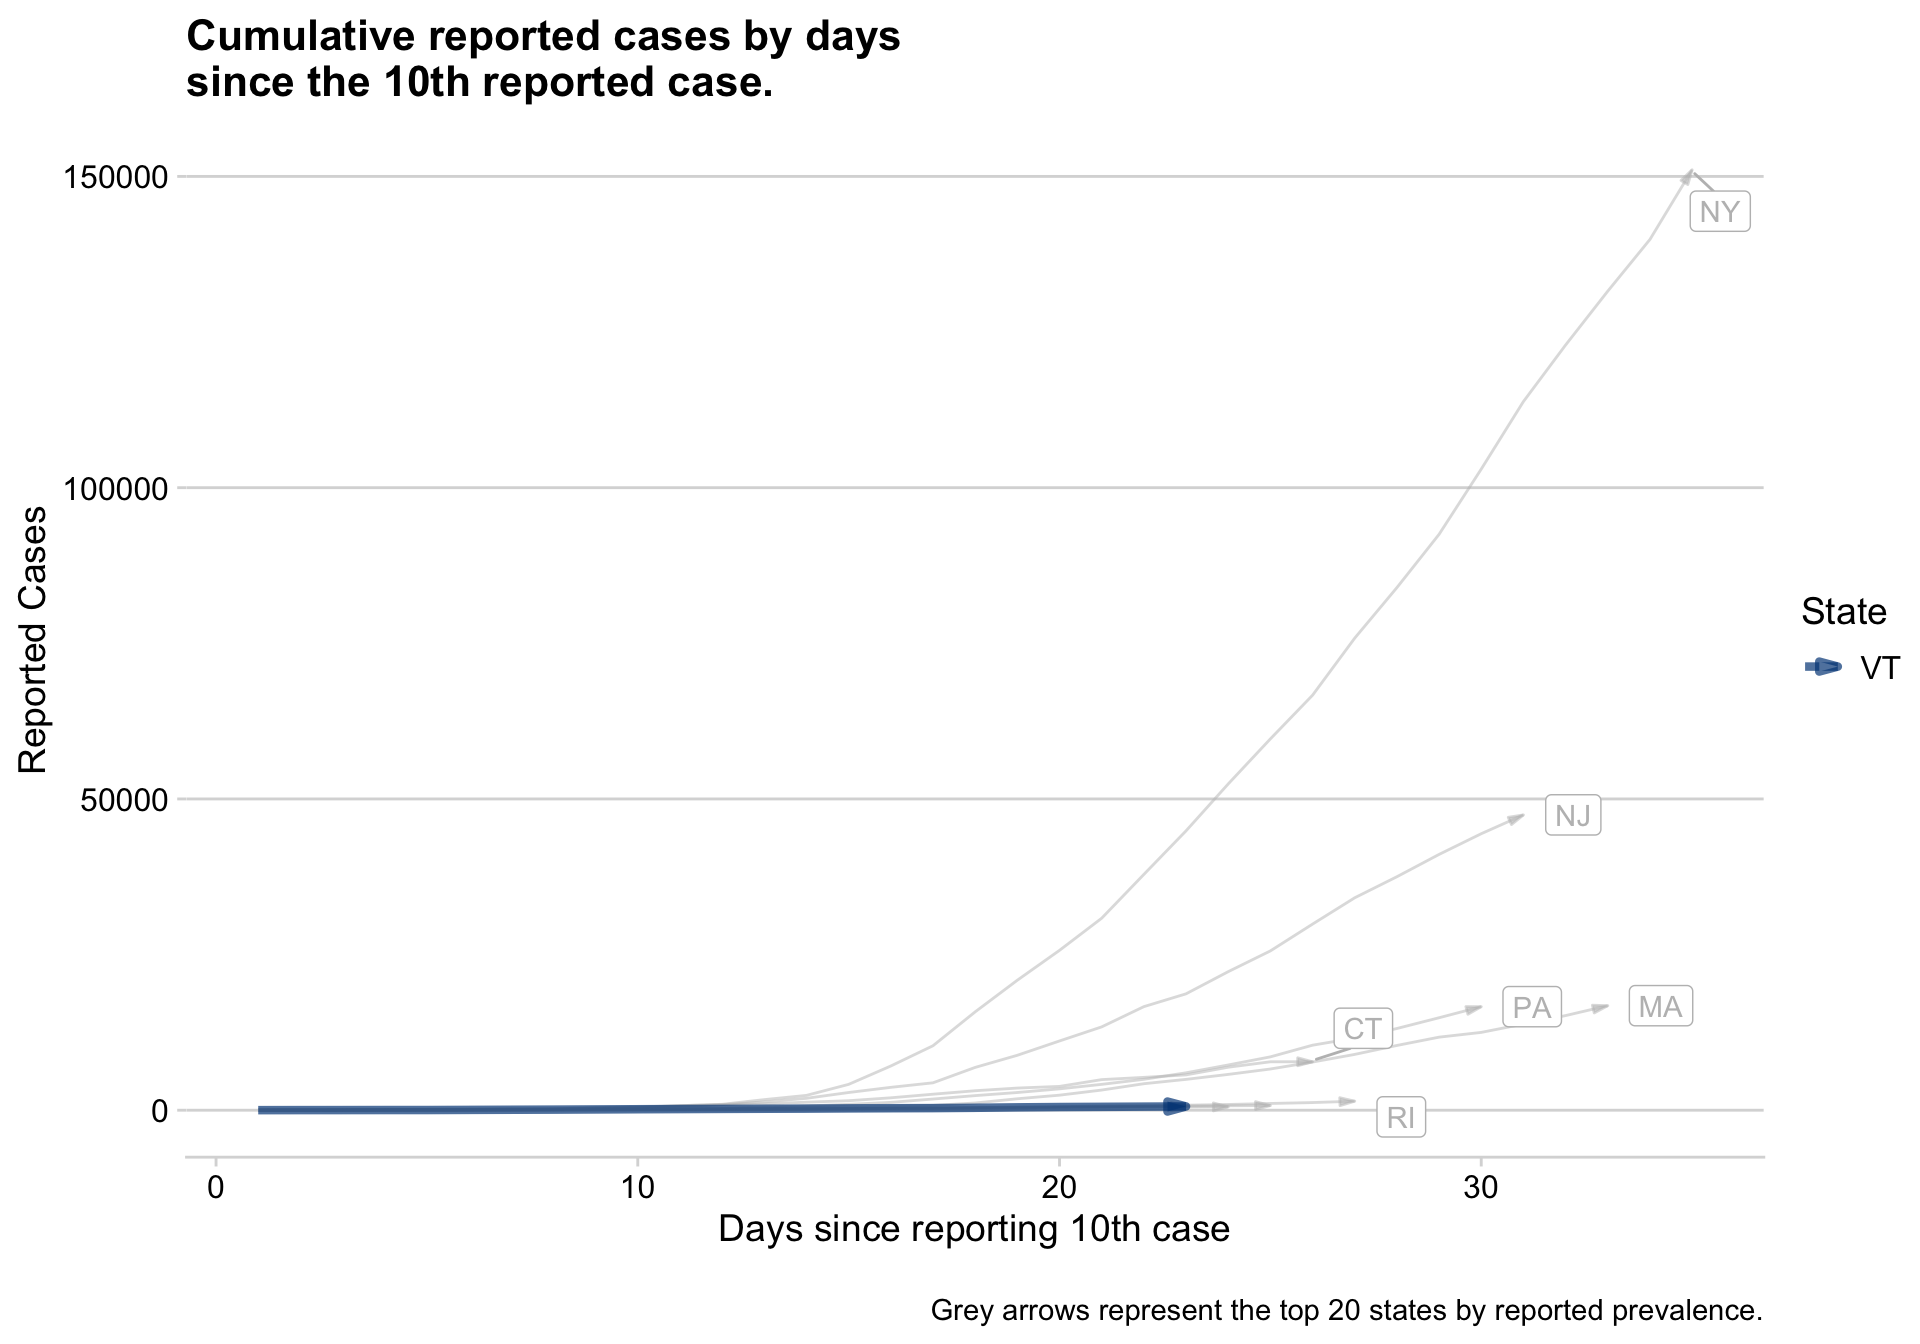 Cumulative reported cases by days
since the 10th reported case.
150000
100000
50000
0
Reported Cases
NY
NJ
PA
MA
CT
RI
State
VT
0
10
20
30
Days since reporting 10th case
Grey arrows represent the top 20 states by reported prevalence.